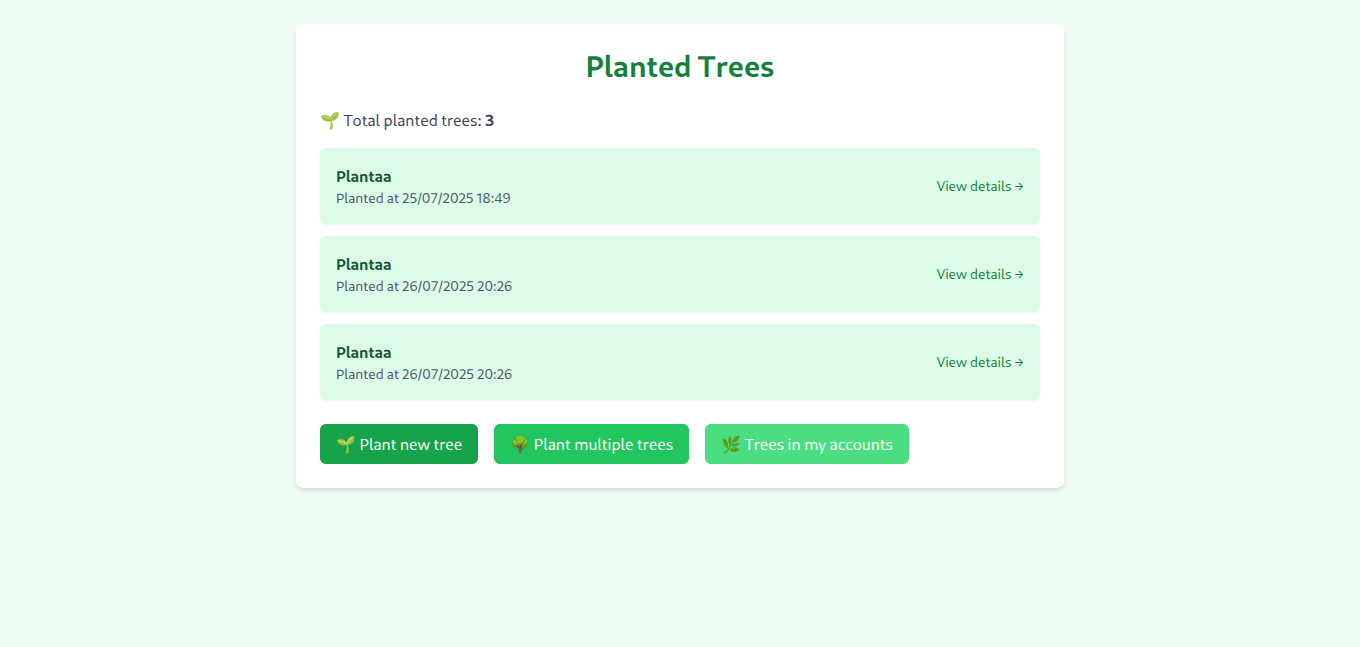 Planted Trees
🌱 Total planted trees: 3
Plantaa
Planted at 25/07/2025 18:49
View details →
Plantaa
Planted at 26/07/2025 20:26
View details →
Plantaa
Planted at 26/07/2025 20:26
View details →
🌱 Plant new tree
🌳 Plant multiple trees
🌿 Trees in my accounts